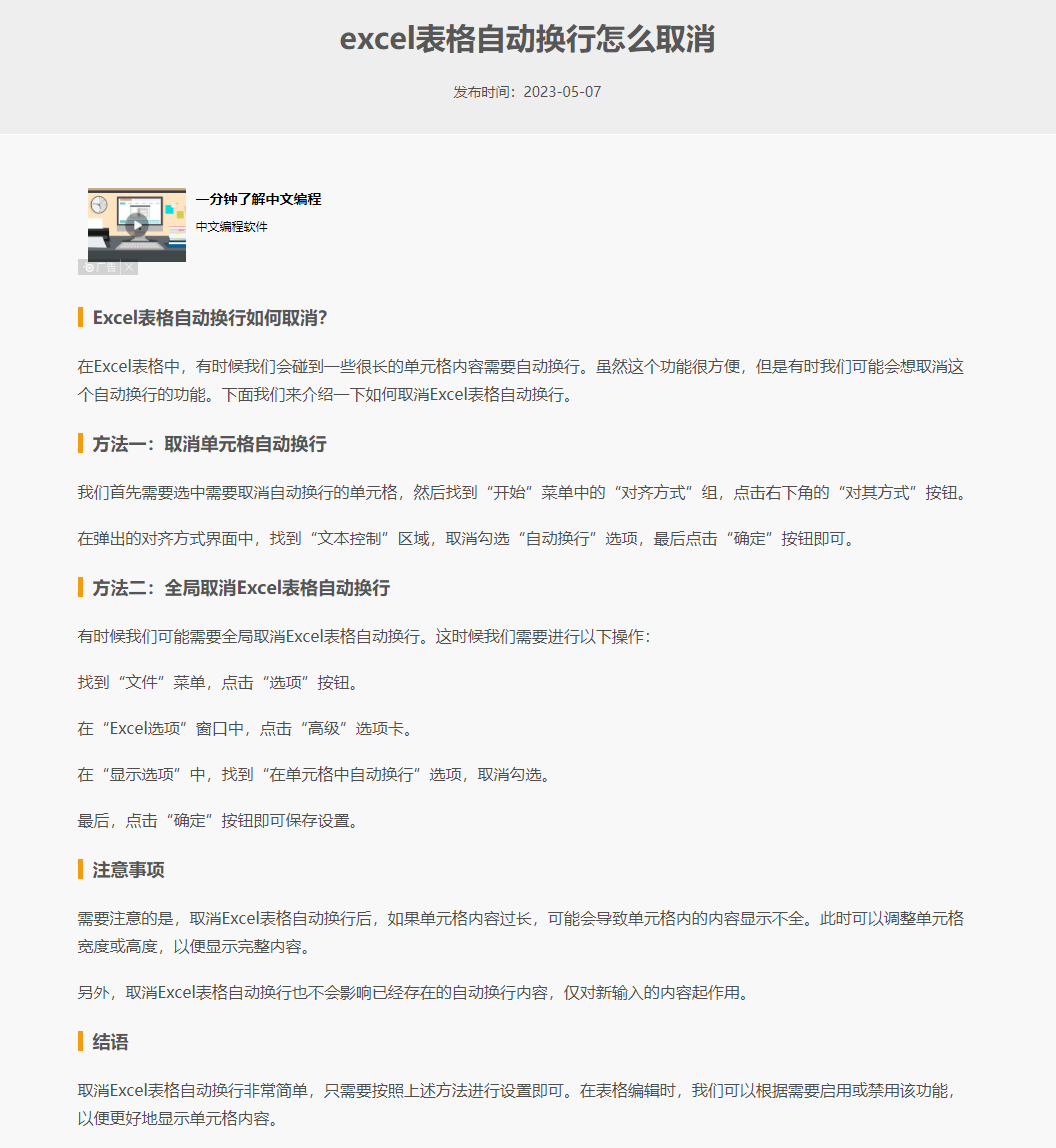 excel表格自动换行怎么取消
发布时间：2023-05-07
一分钟了解中文编程
中文编程软件
广告
Excel表格自动换行如何取消？
在Excel表格中，有时候我们会碰到一些很长的单元格内容需要自动换行。虽然这个功能很方便，但是有时我们可能会想取消这
个自动换行的功能。下面我们来介绍一下如何取消Excel表格自动换行。
方法一：取消单元格自动换行
我们首先需要选中需要取消自动换行的单元格，然后找到“开始”菜单中的“对齐方式”组，点击右下角的“对其方式”按钮。
在弹出的对齐方式界面中，找到“文本控制”区域，取消勾选“自动换行”选项，最后点击“确定”按钮即可。
方法二：全局取消Excel表格自动换行
有时候我们可能需要全局取消Excel表格自动换行。这时候我们需要进行以下操作：
找到“文件”菜单，点击“选项”按钮。
在“Excel选项”窗口中，点击“高级”选项卡。
在“显示选项”中，找到“在单元格中自动换行”选项，取消勾选。
最后，点击“确定”按钮即可保存设置。
注意事项
需要注意的是，取消Excel表格自动换行后，如果单元格内容过长，可能会导致单元格内的内容显示不全。此时可以调整单元格
宽度或高度，以便显示完整内容。
另外，取消Excel表格自动换行也不会影响已经存在的自动换行内容，仅对新输入的内容起作用。
结语
取消Excel表格自动换行非常简单，只需要按照上述方法进行设置即可。在表格编辑时，我们可以根据需要启用或禁用该功能，
以便更好地显示单元格内容。